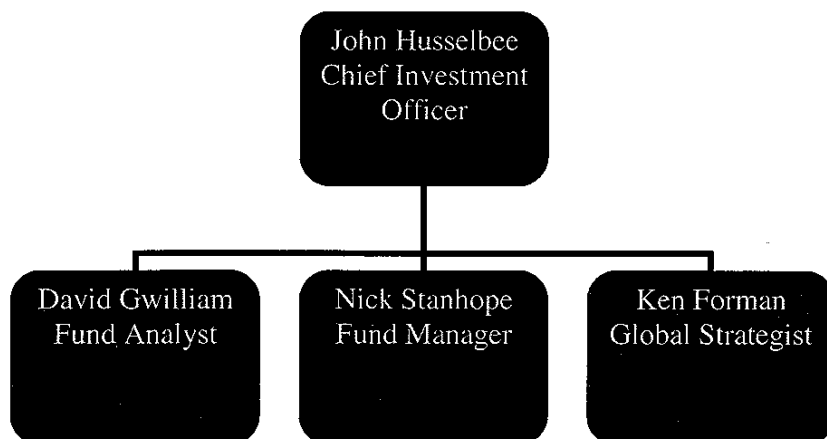 John Husselbee
Chief Investment
Officer
David Gwilliam
Fund Analyst
Nick Stanhope
Fund Manager
Ken Forman
Global Strategist